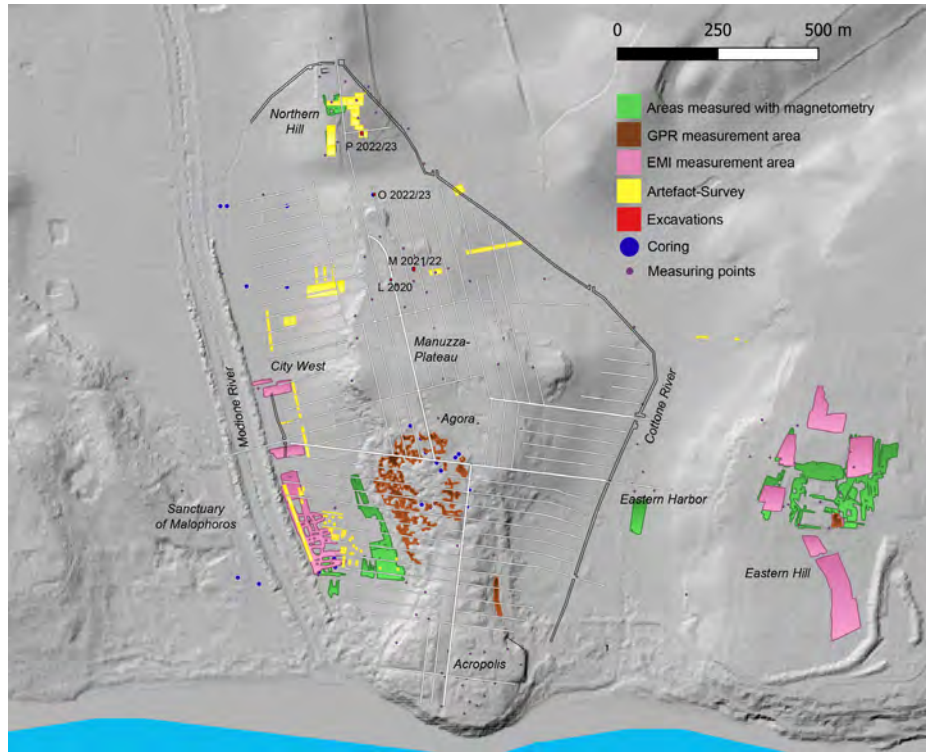 0 250 500 m
Areas measured with magnetometry
GPR measurement area
EMI measurement area
Artefact-Survey
Excavations
Coring
Measuring points
Northern
Hill
P 2022/23
O 2022/23
M 2021/22
L 2020
Manuzza-
Plateau
City West
Modione River
Cottone River
Agora
Sanctuary
of Malophoros
Eastern Harbor
Eastern Hill
Acropolis